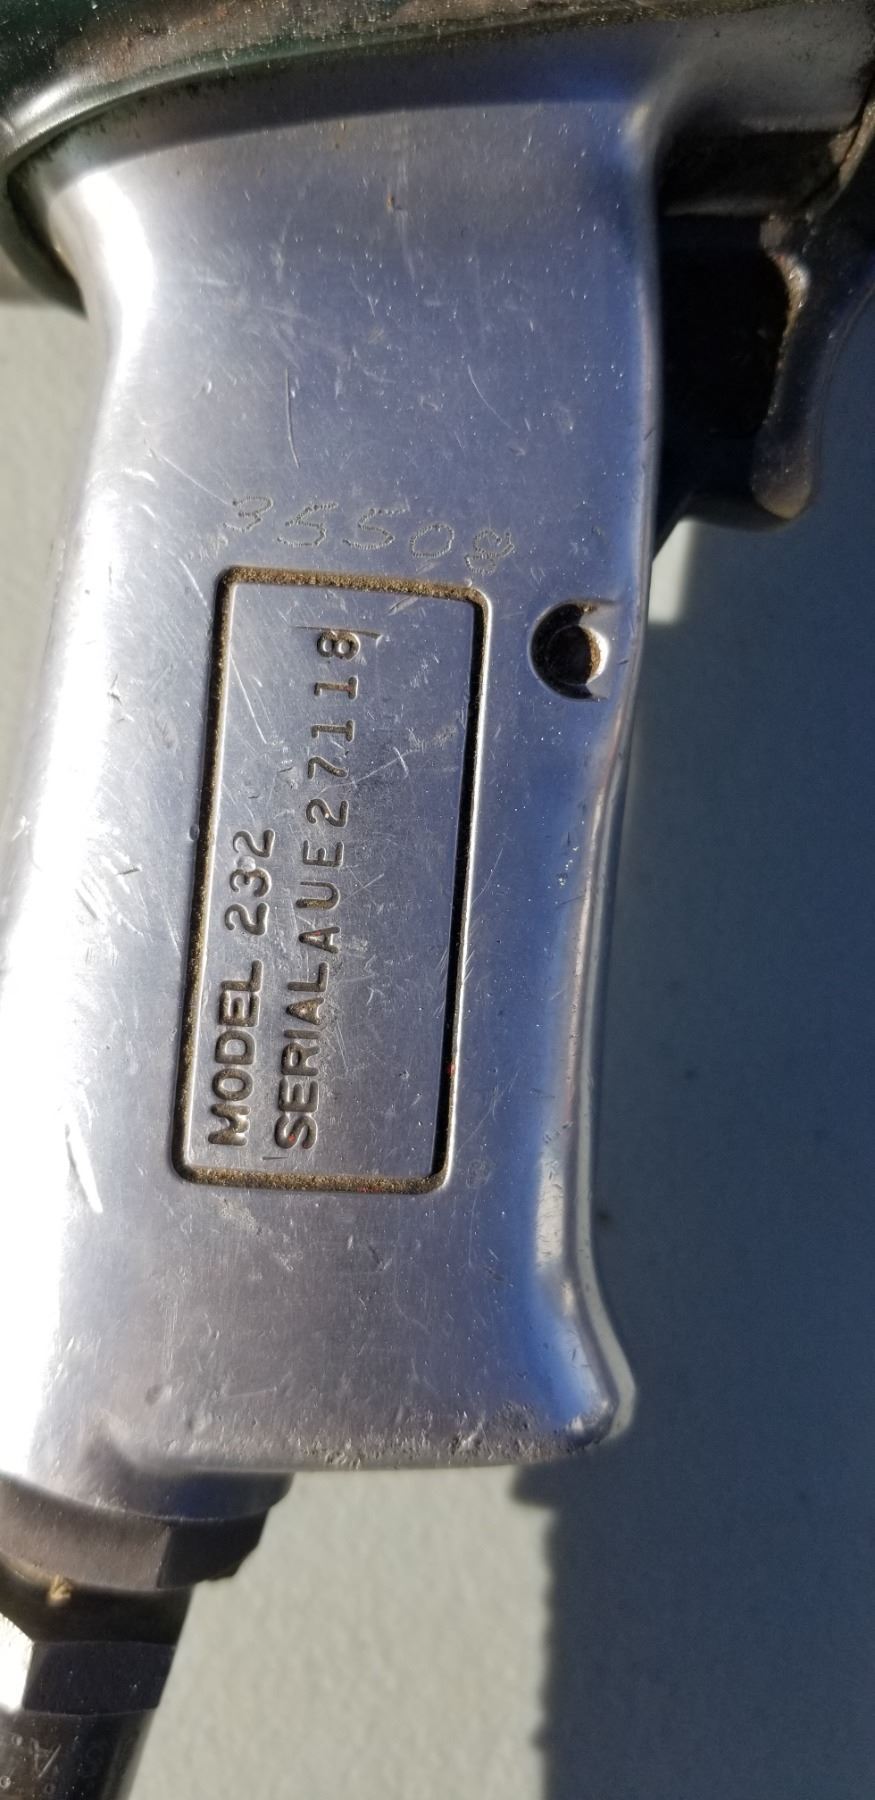 35508
MODEL 232
SERIAL AUE27118